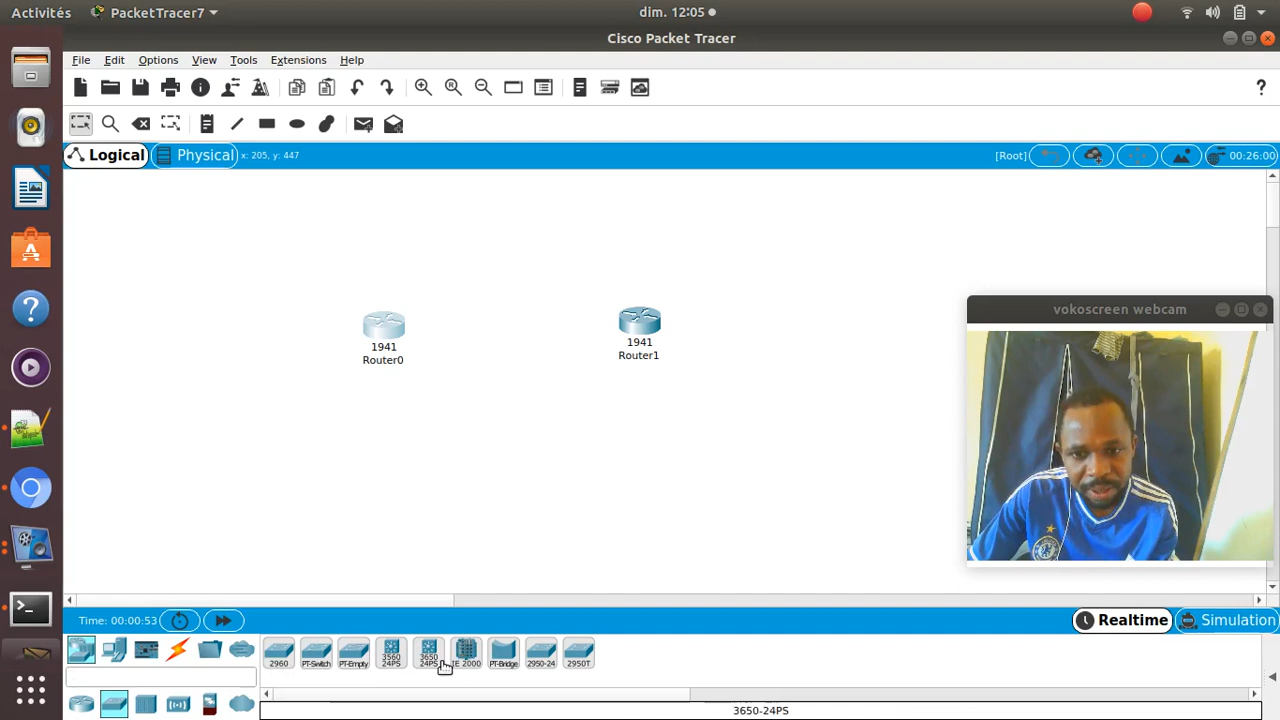 Activités
PacketTracer7
dim. 12:05
Cisco Packet Tracer
File Edit Options View Tools Extensions Help
Logical
Physical
x: 205, y: 447
[Root]
00:26:00
1941
Router0
1941
Router1
vokoscreen webcam
Time: 00:00:53
Realtime
Simulation
2960
PT-Switch
PT-Empty
3560
24PS
3650
24PS
IE 2000
PT-Bridge
2950-24
2950T
3650-24PS